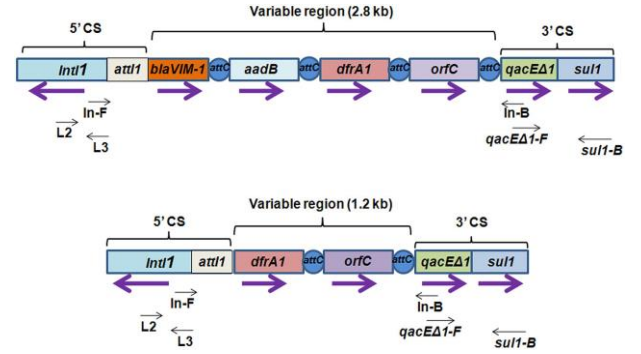 Variable region (2.8 kb)
5’ CS 3’ CS
IntI1 attI1 blaVIM-1 attC aadB attC dfrA1 attC orfC attC qacEΔ1 sul1
In-F In-B
L2 L3 qacEΔ1-F sul1-B
Variable region (1.2 kb)
5’ CS 3’ CS
IntI1 attI1 dfrA1 attC orfC attC qacEΔ1 sul1
In-F In-B
L2 L3 qacEΔ1-F sul1-B